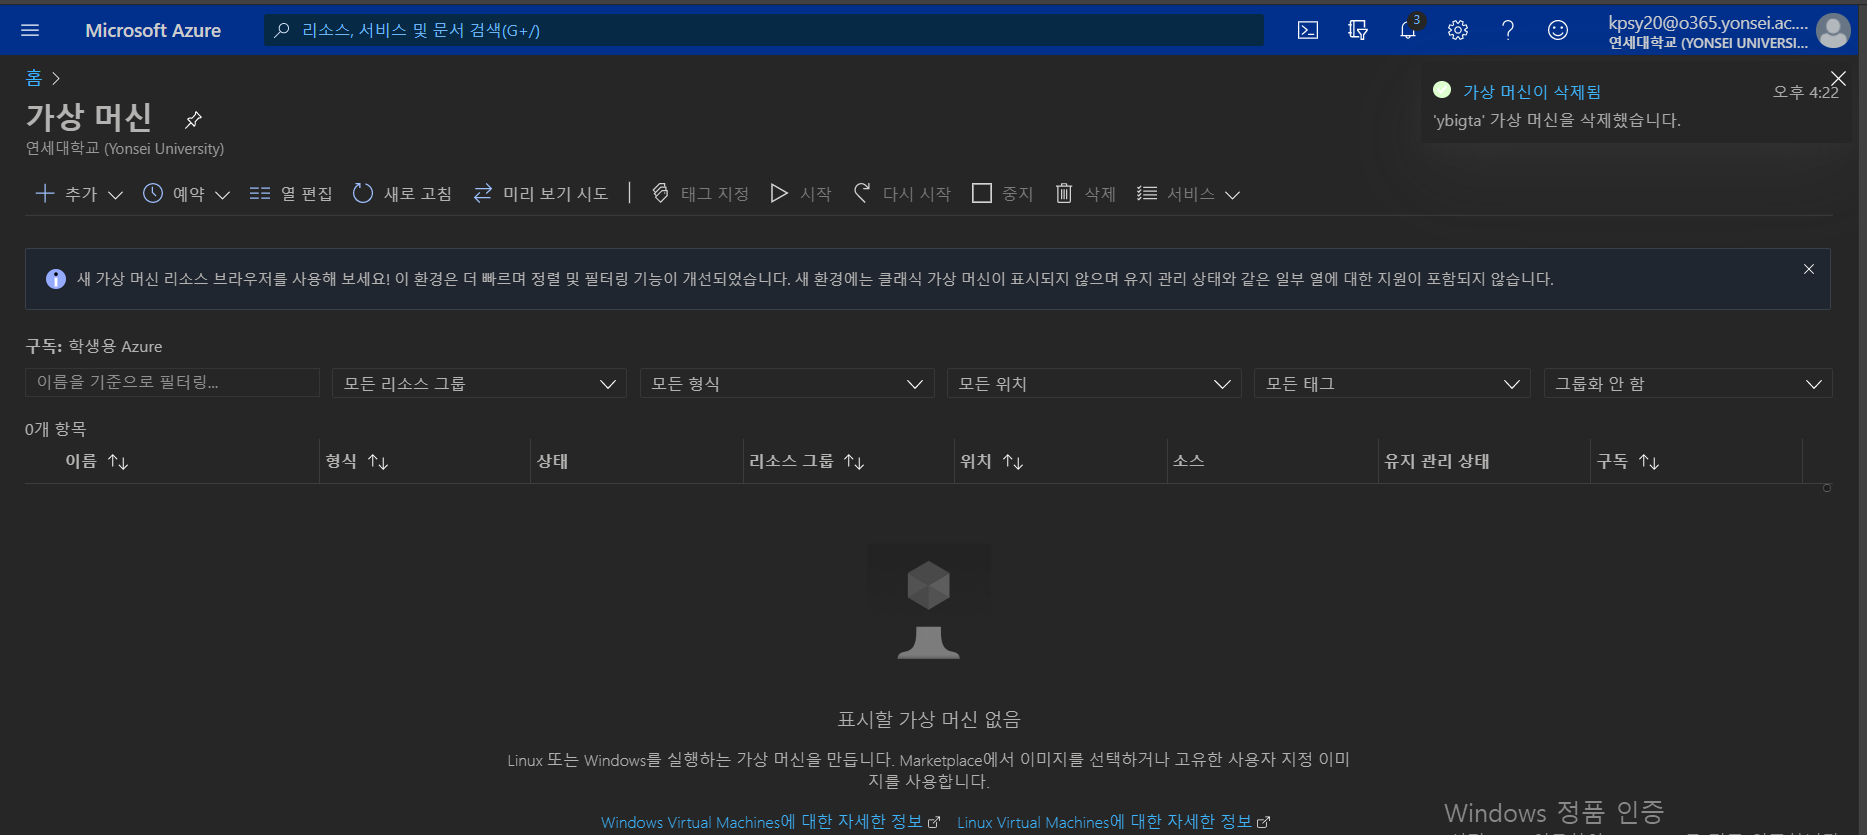 Microsoft Azure
리소스, 서비스 및 문서 검색(G+/)
3
kpsy20@o365.yonsei.ac....
연세대학교 (YONSEI UNIVERSI...
홈
가상 머신이 삭제됨
오후 4:22
'ybigta' 가상 머신을 삭제했습니다.
가상 머신
연세대학교 (Yonsei University)
추가 예약 열 편집 새로 고침 미리 보기 시도 태그 지정 시작 다시 시작 중지 삭제 서비스
새 가상 머신 리소스 브라우저를 사용해 보세요! 이 환경은 더 빠르며 정렬 및 필터링 기능이 개선되었습니다. 새 환경에는 클래식 가상 머신이 표시되지 않으며 유지 관리 상태와 같은 일부 열에 대한 지원이 포함되지 않습니다.
구독: 학생용 Azure
이름을 기준으로 필터링... 모든 리소스 그룹 모든 형식 모든 위치 모든 태그 그룹화 안 함
0개 항목
이름 형식 상태 리소스 그룹 위치 소스 유지 관리 상태 구독
표시할 가상 머신 없음
Linux 또는 Windows를 실행하는 가상 머신을 만듭니다. Marketplace에서 이미지를 선택하거나 고유한 사용자 지정 이미
지를 사용합니다.
Windows Virtual Machines에 대한 자세한 정보 Linux Virtual Machines에 대한 자세한 정보
Windows 정품 인증